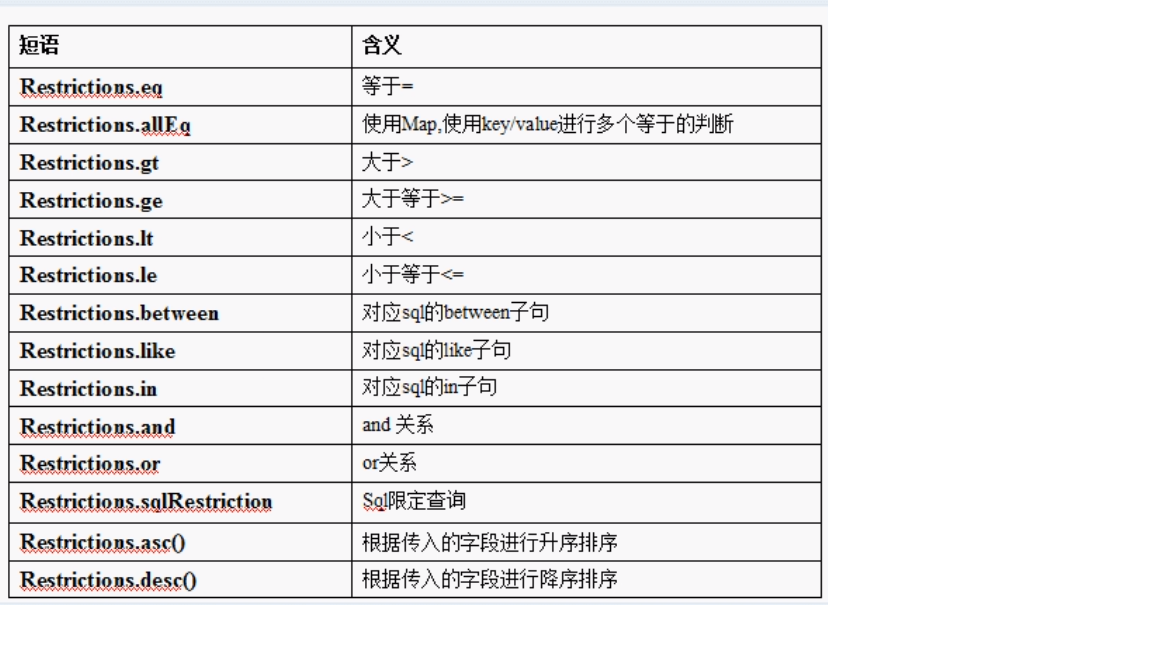 短语 含义
Restrictions.eq 等于=
Restrictions.allEq 使用Map,使用key/value进行多个等于的判断
Restrictions.gt 大于>
Restrictions.ge 大于等于>=
Restrictions.lt 小于<
Restrictions.le 小于等于<=
Restrictions.between 对应sql的between子句
Restrictions.like 对应sql的like子句
Restrictions.in 对应sql的in子句
Restrictions.and and 关系
Restrictions.or or关系
Restrictions.sqlRestriction Sql限定查询
Restrictions.asc() 根据传入的字段进行升序排序
Restrictions.desc() 根据传入的字段进行降序排序